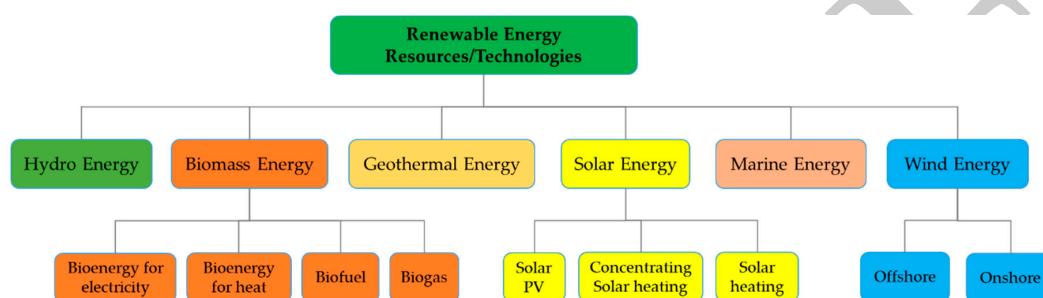 Renewable Energy
Resources/Technologies
Hydro Energy
Biomass Energy
Geothermal Energy
Solar Energy
Marine Energy
Wind Energy
Bioenergy for
electricity
Bioenergy
for heat
Biofuel
Biogas
Solar
PV
Concentrating
Solar heating
Solar
heating
Offshore
Onshore